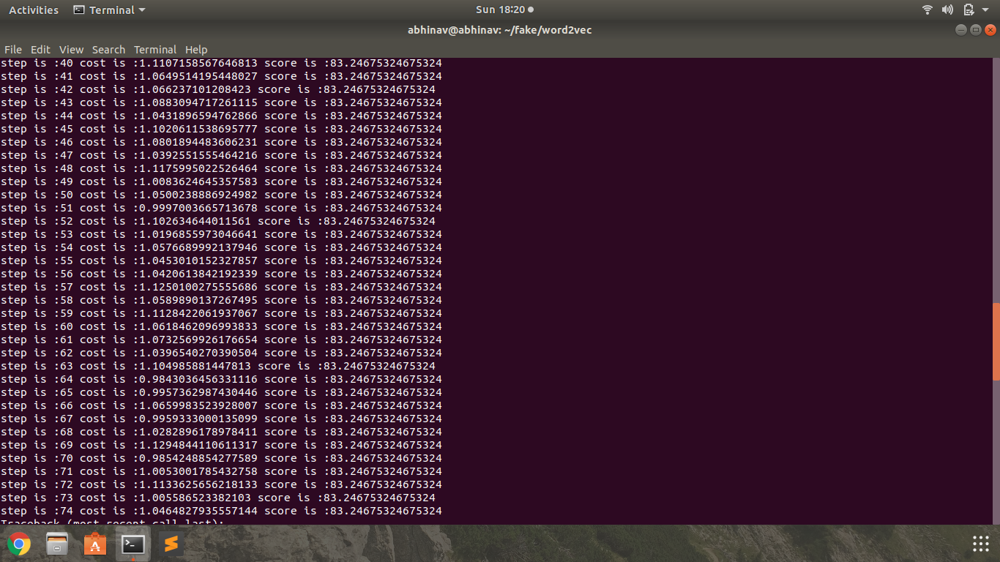 Activities Terminal Sun 18:20
abhinav@abhinav: ~/fake/word2vec
File Edit View Search Terminal Help
step is :40 cost is :1.1107158567646813 score is :83.24675324675324
step is :41 cost is :1.0649514195448027 score is :83.24675324675324
step is :42 cost is :1.066237101208423 score is :83.24675324675324
step is :43 cost is :1.0883094717261115 score is :83.24675324675324
step is :44 cost is :1.0431896594762866 score is :83.24675324675324
step is :45 cost is :1.1020611538695777 score is :83.24675324675324
step is :46 cost is :1.0801894483606231 score is :83.24675324675324
step is :47 cost is :1.0392551555464216 score is :83.24675324675324
step is :48 cost is :1.1175995022526464 score is :83.24675324675324
step is :49 cost is :1.0083624645357583 score is :83.24675324675324
step is :50 cost is :1.0500238886924982 score is :83.24675324675324
step is :51 cost is :0.9997003665713678 score is :83.24675324675324
step is :52 cost is :1.102634644011561 score is :83.24675324675324
step is :53 cost is :1.0196855973046641 score is :83.24675324675324
step is :54 cost is :1.0576689992137946 score is :83.24675324675324
step is :55 cost is :1.0453010152327857 score is :83.24675324675324
step is :56 cost is :1.0420613842192339 score is :83.24675324675324
step is :57 cost is :1.1250100275555686 score is :83.24675324675324
step is :58 cost is :1.0589890137267495 score is :83.24675324675324
step is :59 cost is :1.1128422061937067 score is :83.24675324675324
step is :60 cost is :1.0618462096993833 score is :83.24675324675324
step is :61 cost is :1.0732569926176654 score is :83.24675324675324
step is :62 cost is :1.0396540270390504 score is :83.24675324675324
step is :63 cost is :1.104985881447813 score is :83.24675324675324
step is :64 cost is :0.9843036456331116 score is :83.24675324675324
step is :65 cost is :0.9957362987430446 score is :83.24675324675324
step is :66 cost is :1.0659983523928007 score is :83.24675324675324
step is :67 cost is :0.9959333000135099 score is :83.24675324675324
step is :68 cost is :1.0282896178978411 score is :83.24675324675324
step is :69 cost is :1.1294844110611317 score is :83.24675324675324
step is :70 cost is :0.9854248854277589 score is :83.24675324675324
step is :71 cost is :1.0053001785432758 score is :83.24675324675324
step is :72 cost is :1.1133625656218133 score is :83.24675324675324
step is :73 cost is :1.005586523382103 score is :83.24675324675324
step is :74 cost is :1.0464827935557144 score is :83.24675324675324
Traceback (most recent call last):